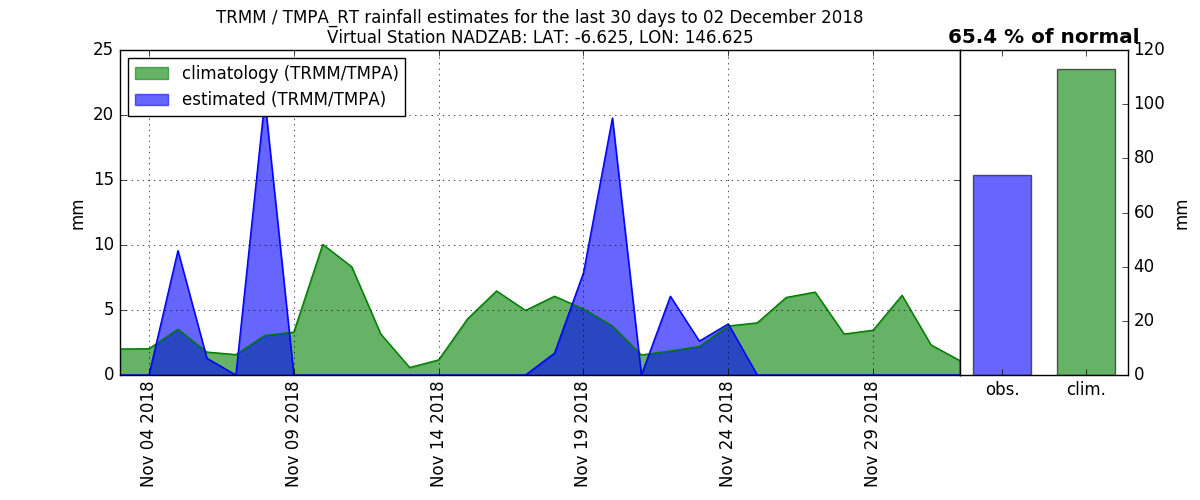 TRMM / TMPA_RT rainfall estimates for the last 30 days to 02 December 2018
Virtual Station NADZAB: LAT: -6.625, LON: 146.625
65.4 % of normal
climatology (TRMM/TMPA)
estimated (TRMM/TMPA)
25
20
15
10
5
0
mm
Nov 04 2018
Nov 09 2018
Nov 14 2018
Nov 19 2018
Nov 24 2018
Nov 29 2018
120
100
80
60
40
20
0
mm
obs.
clim.